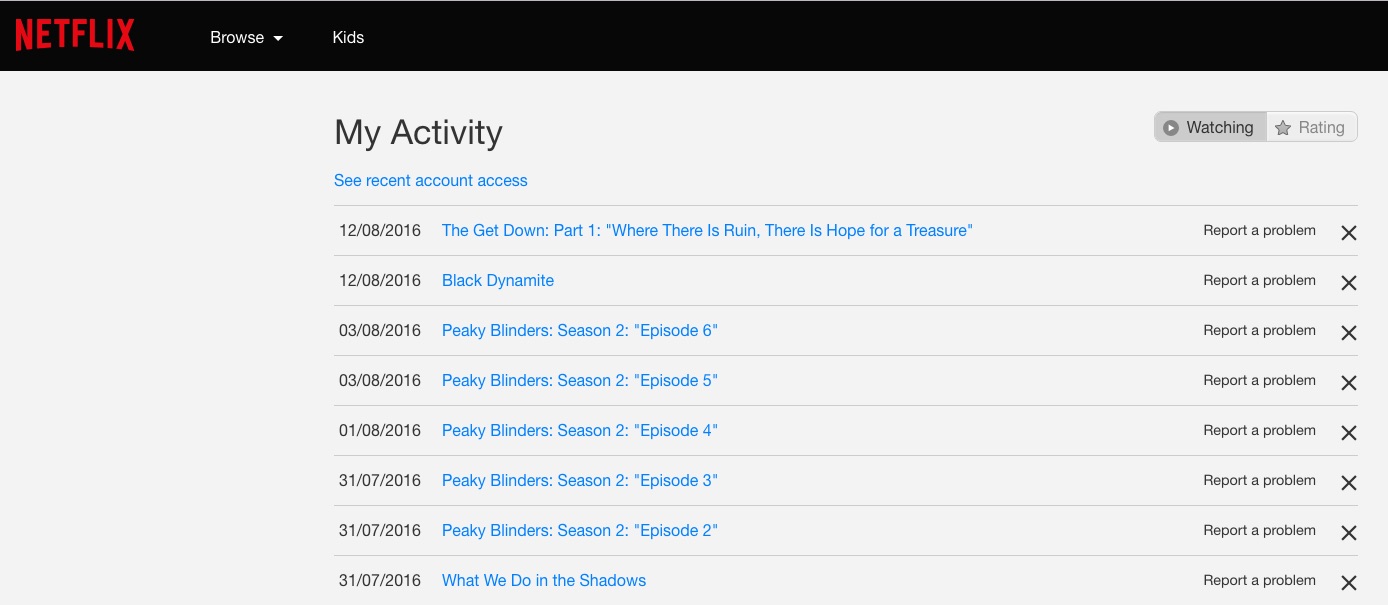 NETFLIX Browse Kids
My Activity Watching Rating
See recent account access
12/08/2016 The Get Down: Part 1: "Where There Is Ruin, There Is Hope for a Treasure" Report a problem
12/08/2016 Black Dynamite Report a problem
03/08/2016 Peaky Blinders: Season 2: "Episode 6" Report a problem
03/08/2016 Peaky Blinders: Season 2: "Episode 5" Report a problem
01/08/2016 Peaky Blinders: Season 2: "Episode 4" Report a problem
31/07/2016 Peaky Blinders: Season 2: "Episode 3" Report a problem
31/07/2016 Peaky Blinders: Season 2: "Episode 2" Report a problem
31/07/2016 What We Do in the Shadows Report a problem